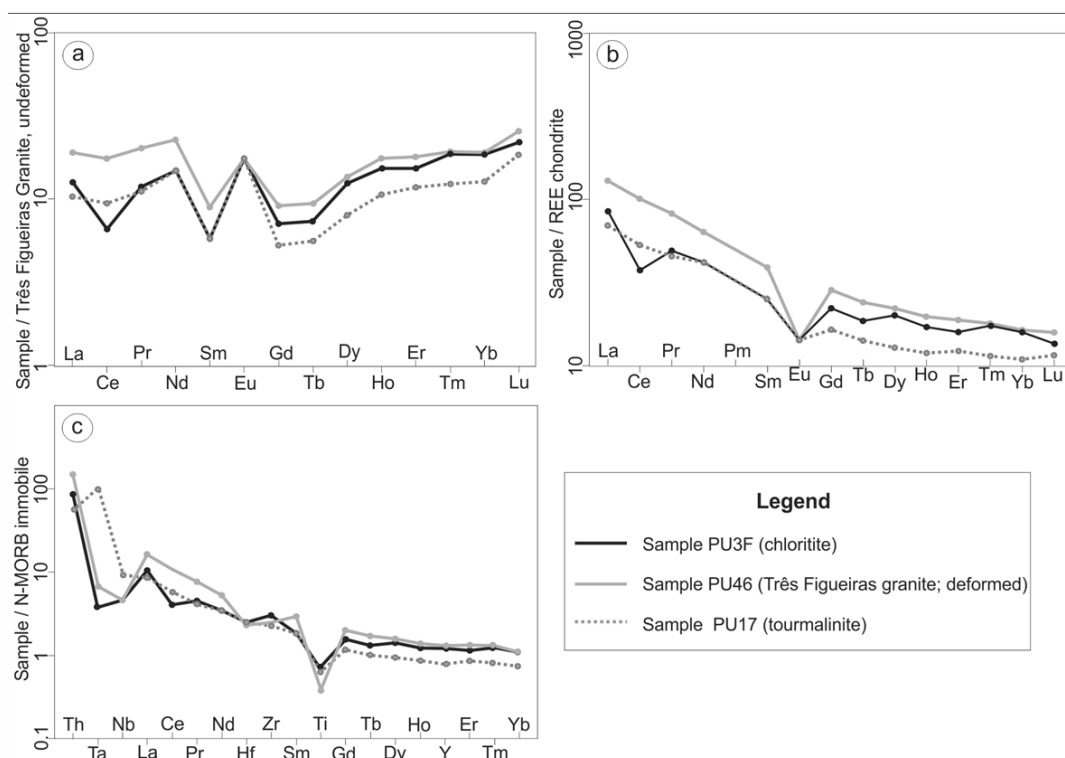 a
Sample / Três Figueiras Granite, undeformed
100
10
1
La Pr Sm Gd Dy Er Yb
Ce Nd Eu Tb Ho Tm Lu
b
Sample / REE chondrite
1000
100
10
La Pr Pm Sm Eu Gd Tb Dy Ho Er Tm Yb Lu
Ce Nd
c
Sample / N-MORB immobile
100
10
1
0.1
Th Nb Ce Nd Zr Ti Tb Ho Er Yb
Ta La Pr Hf Sm Gd Dy Y Tm
Legend
Sample PU3F (chloritite)
Sample PU46 (Três Figueiras granite; deformed)
Sample PU17 (tourmalinite)